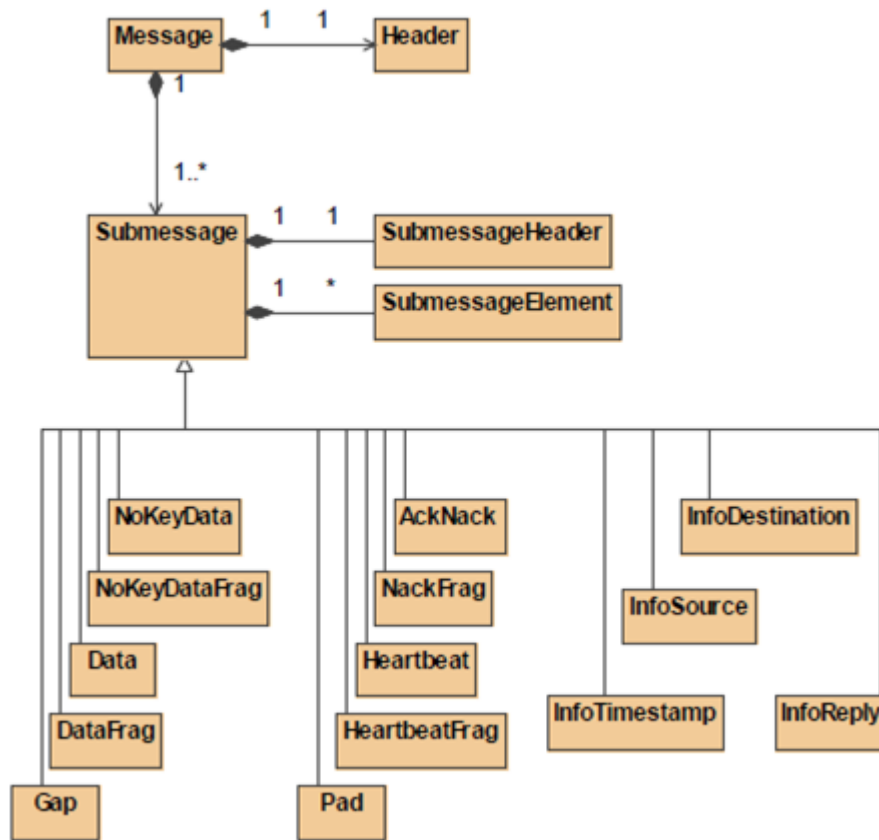 Message
1 1
Header
1
1..*
Submessage
1 1
SubmessageHeader
1 *
SubmessageElement
NoKeyData
AckNack
InfoDestination
NoKeyDataFrag
NackFrag
InfoSource
Data
Heartbeat
InfoTimestamp
InfoReply
DataFrag
HeartbeatFrag
Gap
Pad